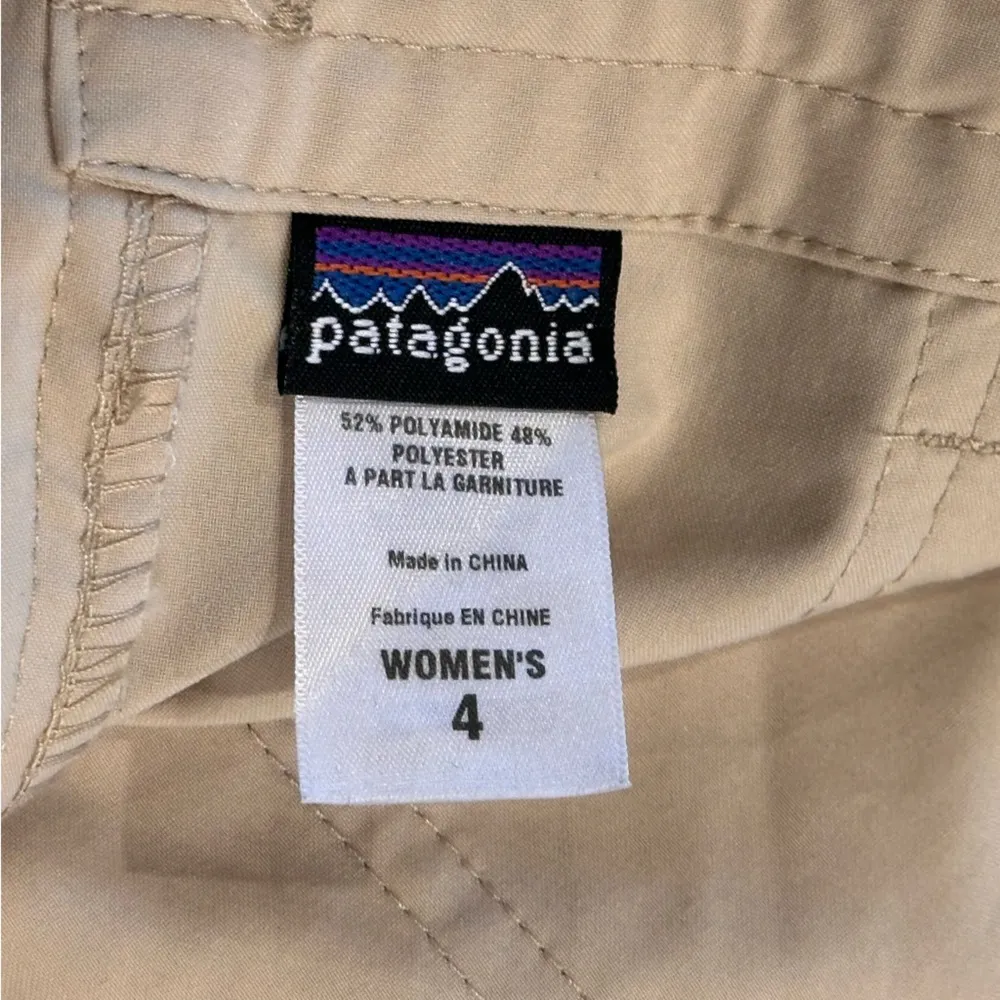 patagonia
52% POLYAMIDE 48%
POLYESTER
A PART LA GARNITURE
Made in CHINA
Fabrique EN CHINE
WOMEN'S
4